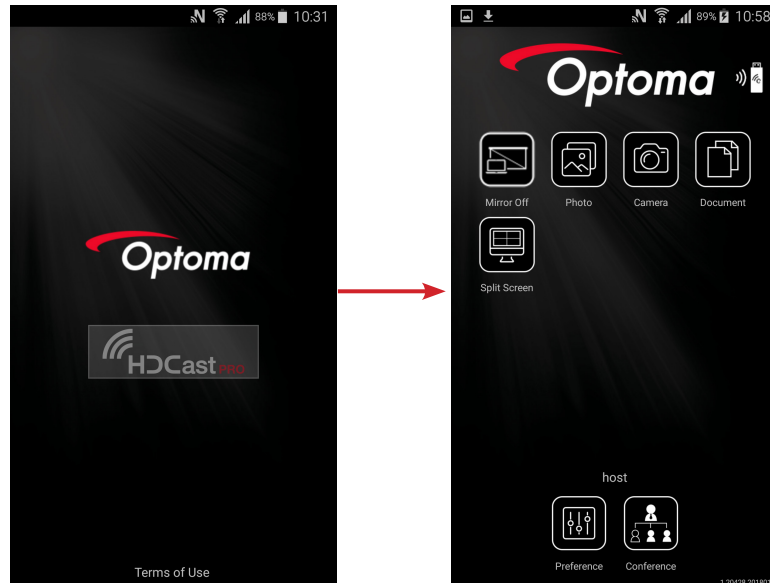 88% 10:31
Optoma
HDCast PRO
Terms of Use
89% 10:58
Optoma
Mirror Off Photo Camera Document
Split Screen
host
Preference Conference